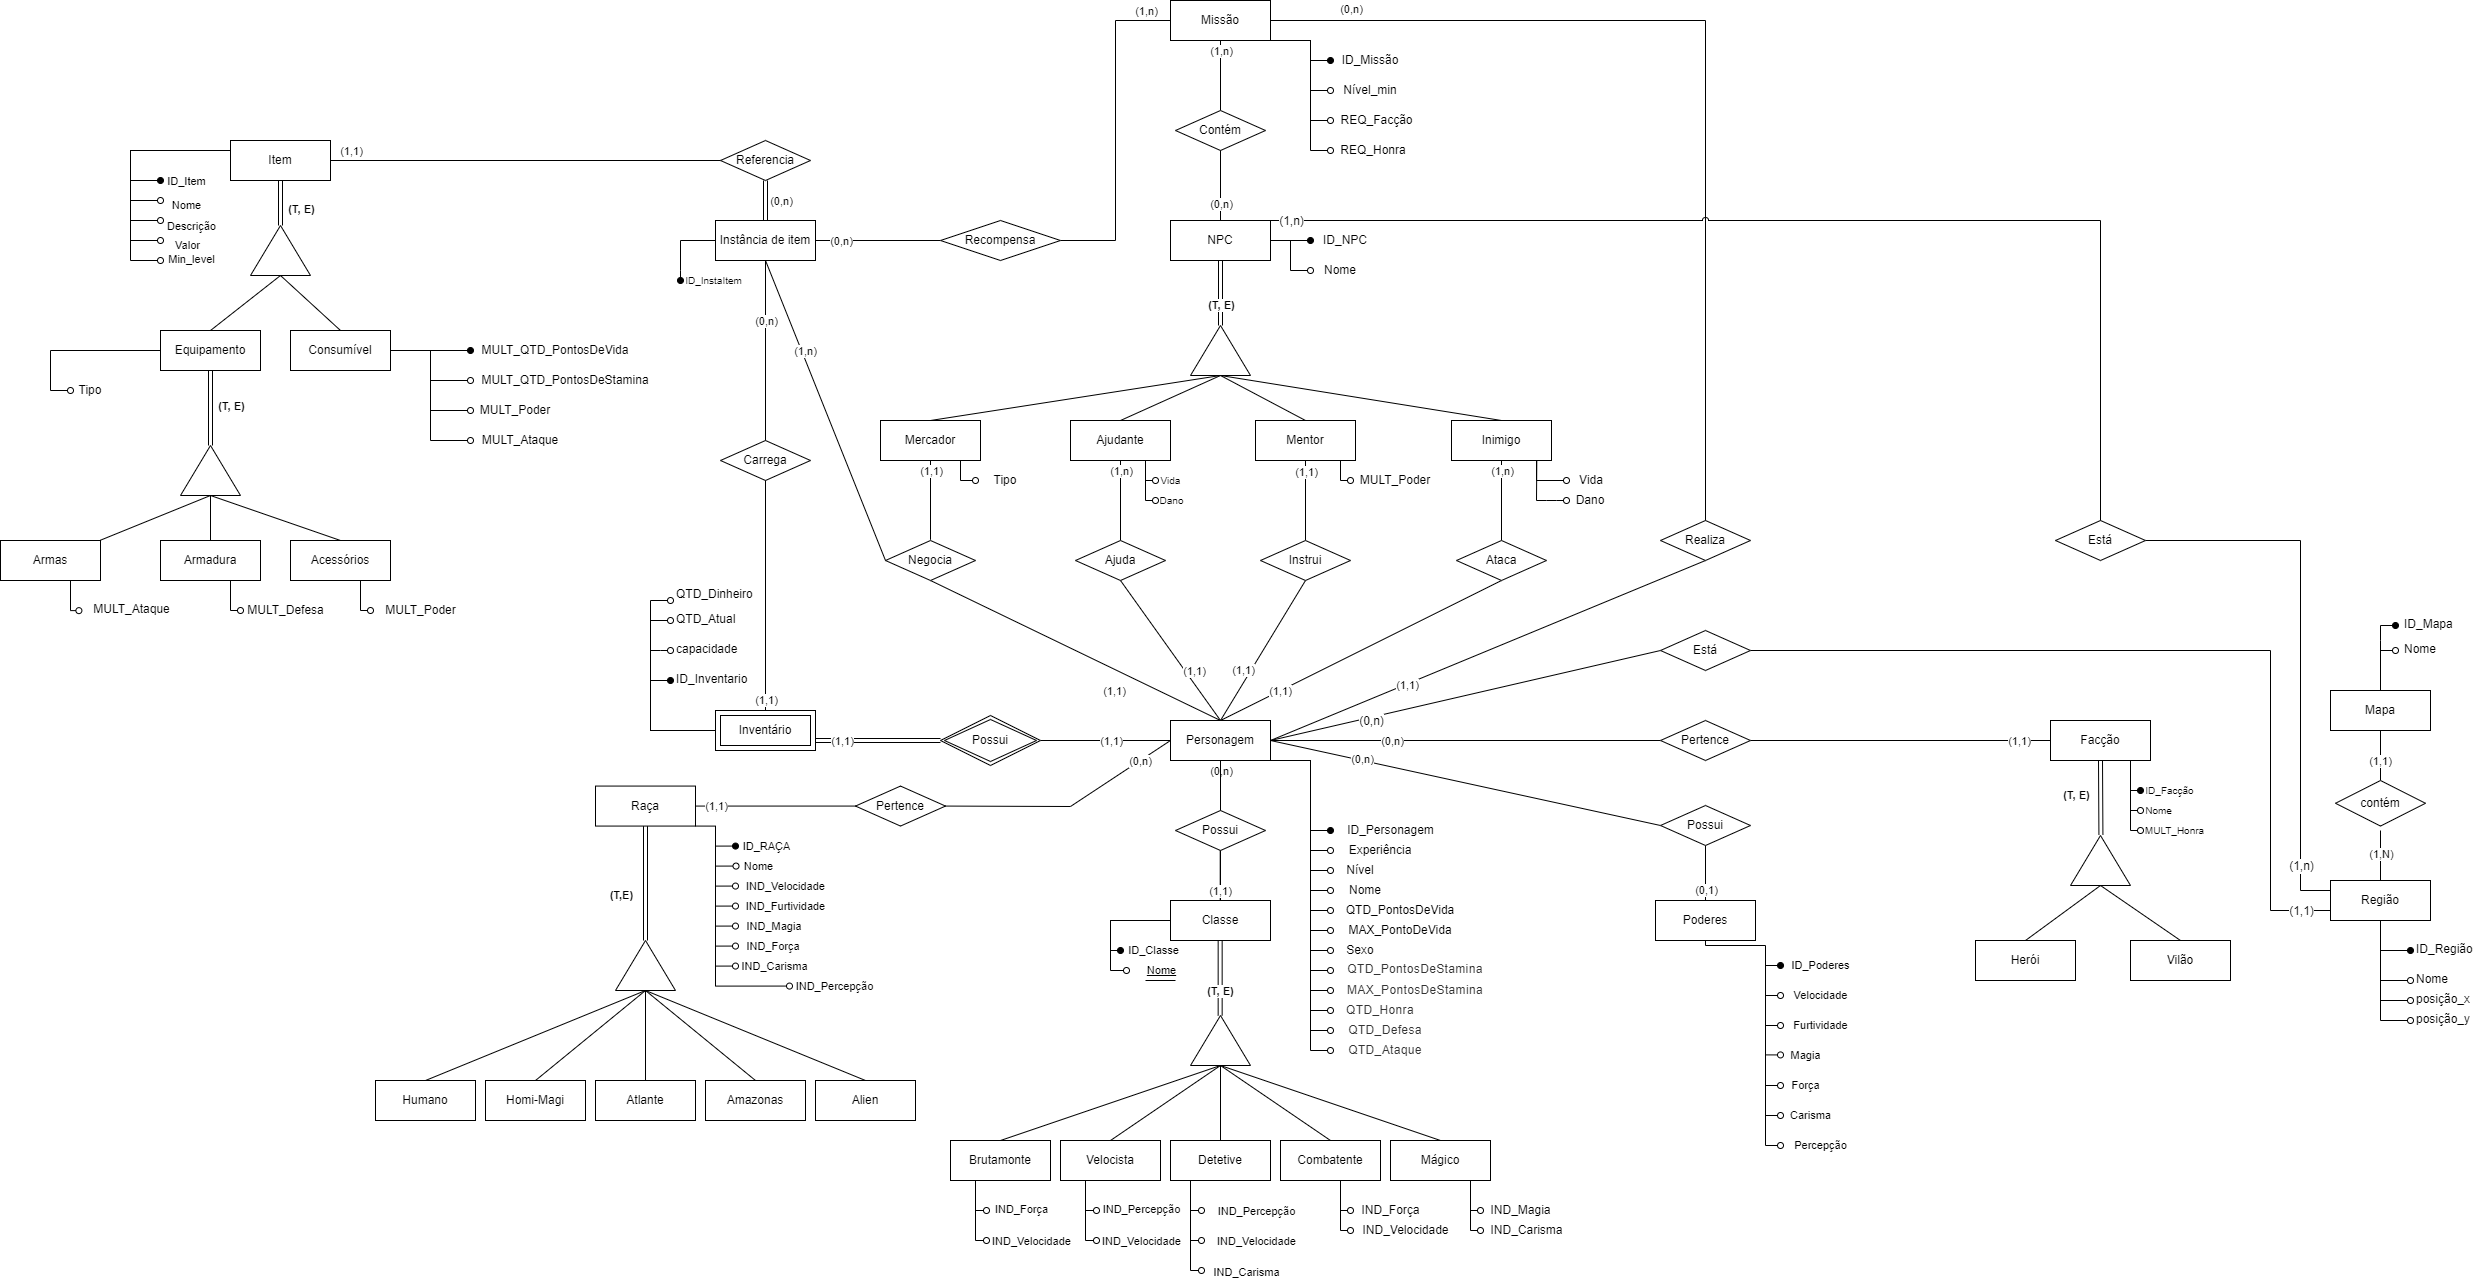 (1,n)
Missão
(0,n)
(1,n)
ID_Missão
Nível_min
REQ_Facção
REQ_Honra
Contém
(0,n)
Item
(1,1)
Referencia
(0,n)
ID_Item
Nome
Descrição
Valor
Min_level
(T, E)
Instância de item
(0,n)
Recompensa
ID_InstaItem
NPC
(1,n)
ID_NPC
Nome
(T, E)
(0,n)
(1,n)
Equipamento
Consumível
Tipo
(T, E)
MULT_QTD_PontosDeVida
MULT_QTD_PontosDeStamina
MULT_Poder
MULT_Ataque
Mercador
Ajudante
Mentor
Inimigo
(1,1)
Tipo
(1,n)
Vida
Dano
(1,1)
MULT_Poder
(1,n)
Vida
Dano
Carrega
Armas
Armadura
Acessórios
MULT_Ataque
MULT_Defesa
MULT_Poder
Negocia
Ajuda
Instrui
Ataca
Realiza
Está
QTD_Dinheiro
QTD_Atual
capacidade
ID_Inventario
(1,1)
(1,1)
(1,1)
(1,1)
(1,1)
(1,1)
Está
(0,n)
ID_Mapa
Nome
Mapa
(1,1)
contém
(1,N)
Inventário
(1,1)
Possui
(1,1)
Personagem
(0,n)
Pertence
(1,1)
Facção
(T, E)
ID_Facção
Nome
MULT_Honra
Herói
Vilão
(0,n)
(0,n)
(0,n)
Raça
(1,1)
Pertence
Possui
Possui
(T,E)
ID_RAÇA
Nome
IND_Velocidade
IND_Furtividade
IND_Magia
IND_Força
IND_Carisma
IND_Percepção
ID_Personagem
Experiência
Nível
Nome
QTD_PontosDeVida
MAX_PontoDeVida
Sexo
QTD_PontosDeStamina
MAX_PontosDeStamina
QTD_Honra
QTD_Defesa
QTD_Ataque
(1,1)
Classe
ID_Classe
Nome
(T, E)
(0,1)
Poderes
ID_Poderes
Velocidade
Furtividade
Magia
Força
Carisma
Percepção
(1,n)
(1,1)
Região
ID_Região
Nome
posição_x
posição_y
Humano
Homi-Magi
Atlante
Amazonas
Alien
Brutamonte
Velocista
Detetive
Combatente
Mágico
IND_Força
IND_Velocidade
IND_Percepção
IND_Velocidade
IND_Percepção
IND_Velocidade
IND_Carisma
IND_Força
IND_Velocidade
IND_Magia
IND_Carisma